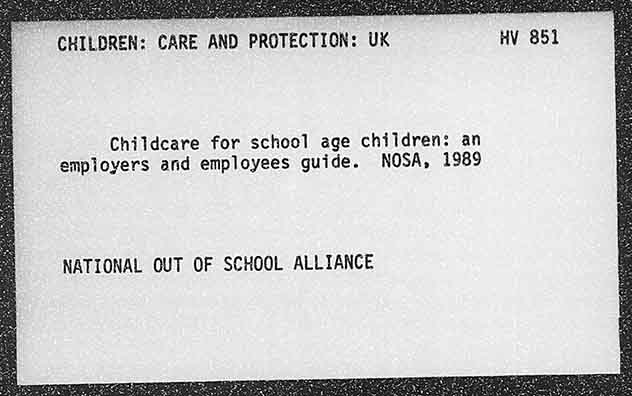 CHILDREN: CARE AND PROTECTION: UK HV 851
Childcare for school age children: an
employers and employees guide. NOSA, 1989
NATIONAL OUT OF SCHOOL ALLIANCE